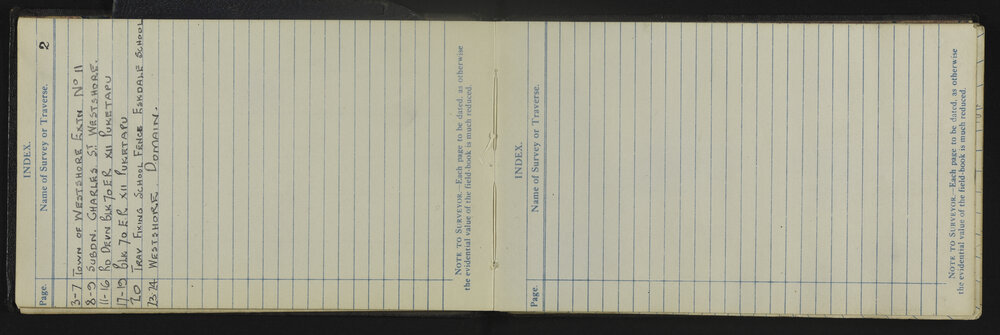 2
INDEX.
Page. Name of Survey or Traverse.
3-7 TOWN OF WESTSHORE EXTN No 11
8-9 SUBDN. CHARLES ST WESTSHORE.
11-16 RD DEVN BLK 70 E.R. XII PUKETAPU
17-19 BLK 70 E.R. XII PUKETAPU
20 TRAV FIXING SCHOOL FENCE ESKDALE SCHOOL
23-24 WESTSHORE. DOMAIN.
NOTE TO SURVEYOR.—Each page to be dated, as otherwise
the evidential value of the field-book is much reduced.
INDEX.
Page. Name of Survey or Traverse.
NOTE TO SURVEYOR.—Each page to be dated, as otherwise
the evidential value of the field-book is much reduced.